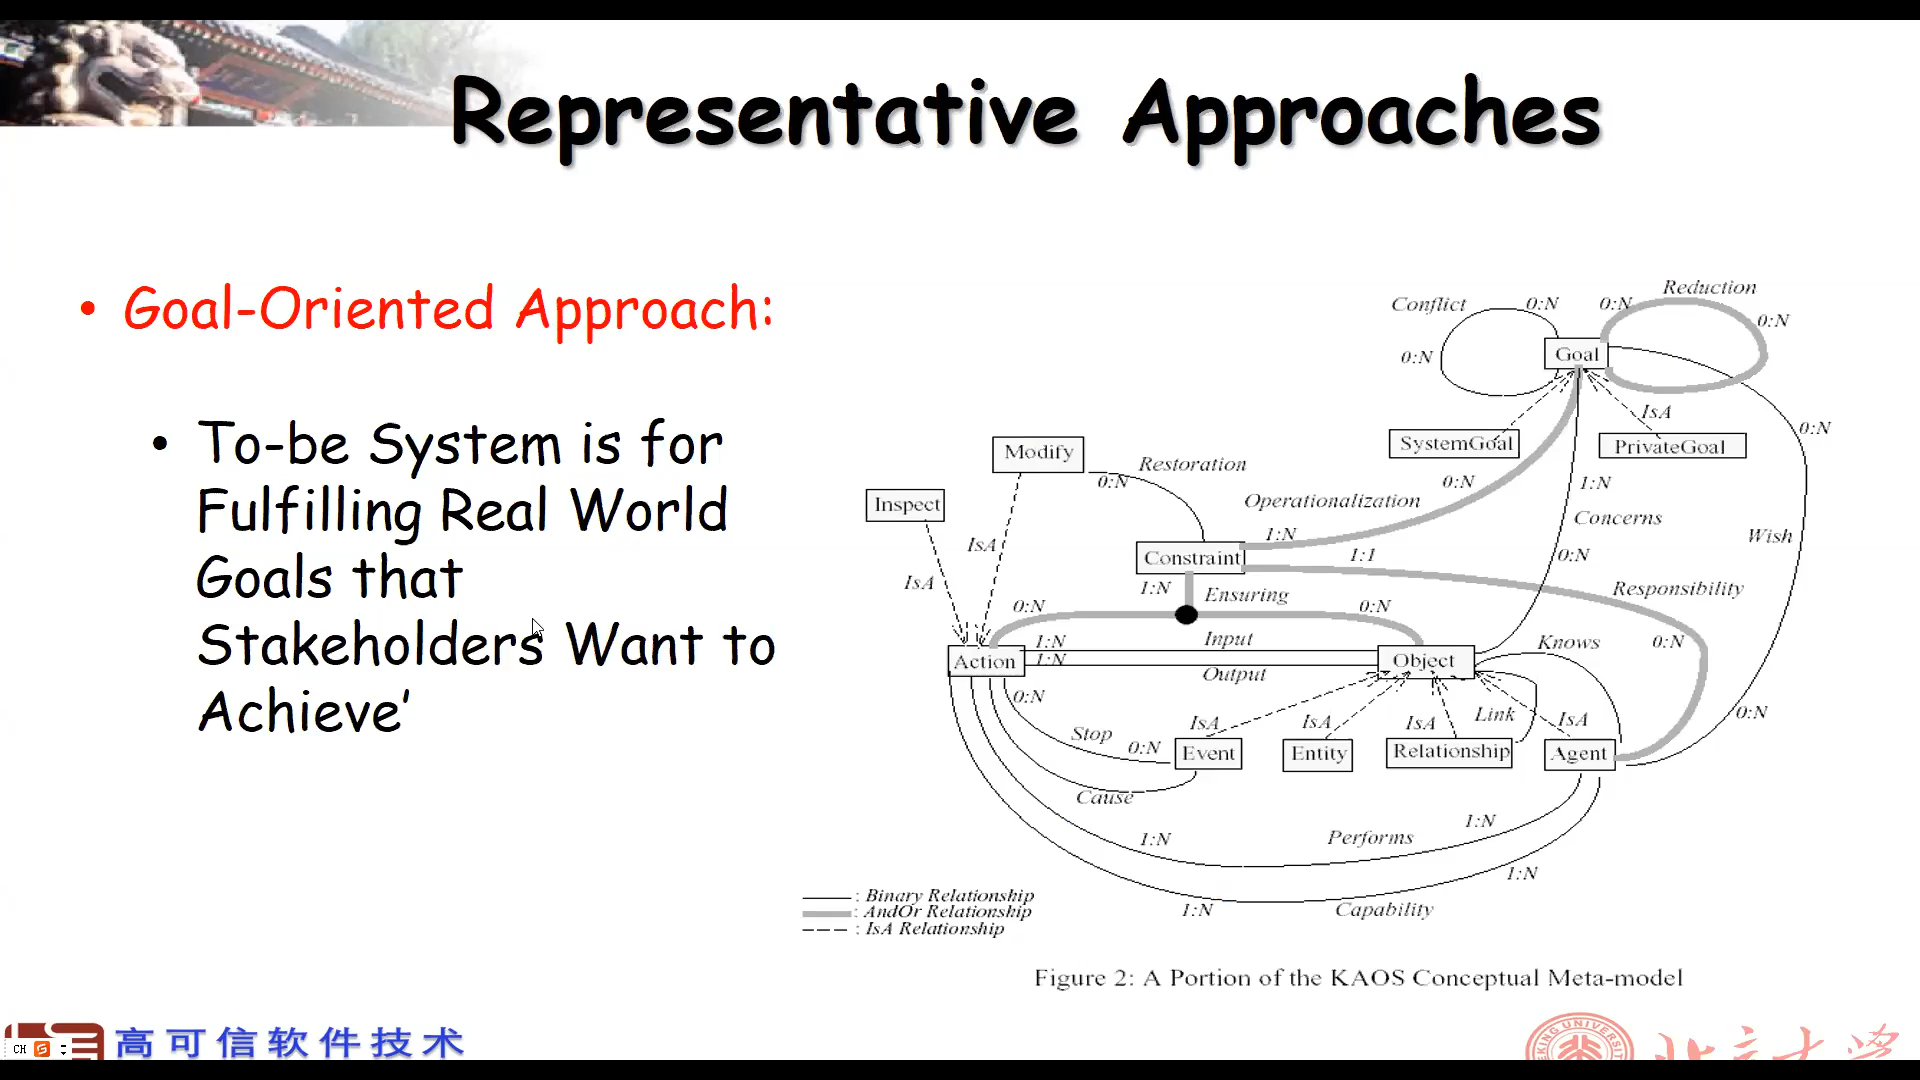 Representative Approaches
• Goal-Oriented Approach:
• To-be System is for
Fulfilling Real World
Goals that
Stakeholders Want to
Achieve’
Reduction
Conflict
0:N
0:N
0:N
0:N
Goal
IsA
0:N
SystemGoal
PrivateGoal
Modify
Restoration
0:N
0:N
1:N
Inspect
Operationalization
Concerns
Wish
1:N
IsA
Constraint
1:1
0:N
IsA
1:N
Ensuring
Responsibility
0:N
0:N
1:N
Input
Knows
0:N
Action
1:N
Object
Output
0:N
IsA
IsA
IsA
Link
IsA
0:N
Stop
0:N
Event
Entity
Relationship
Agent
Cause
1:N
Performs
1:N
1:N
1:N
Capability
: Binary Relationship
: AndOr Relationship
: IsA Relationship
Figure 2: A Portion of the KAOS Conceptual Meta-model
高可信软件技术
CH